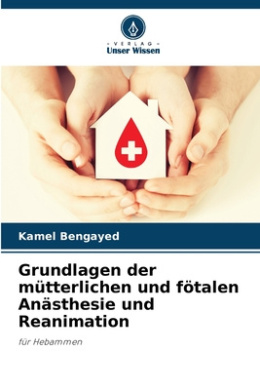 VERLAG
Unser Wissen
Kamel Bengayed
Grundlagen der
mütterlichen und fötalen
Anästhesie und
Reanimation
für Hebammen